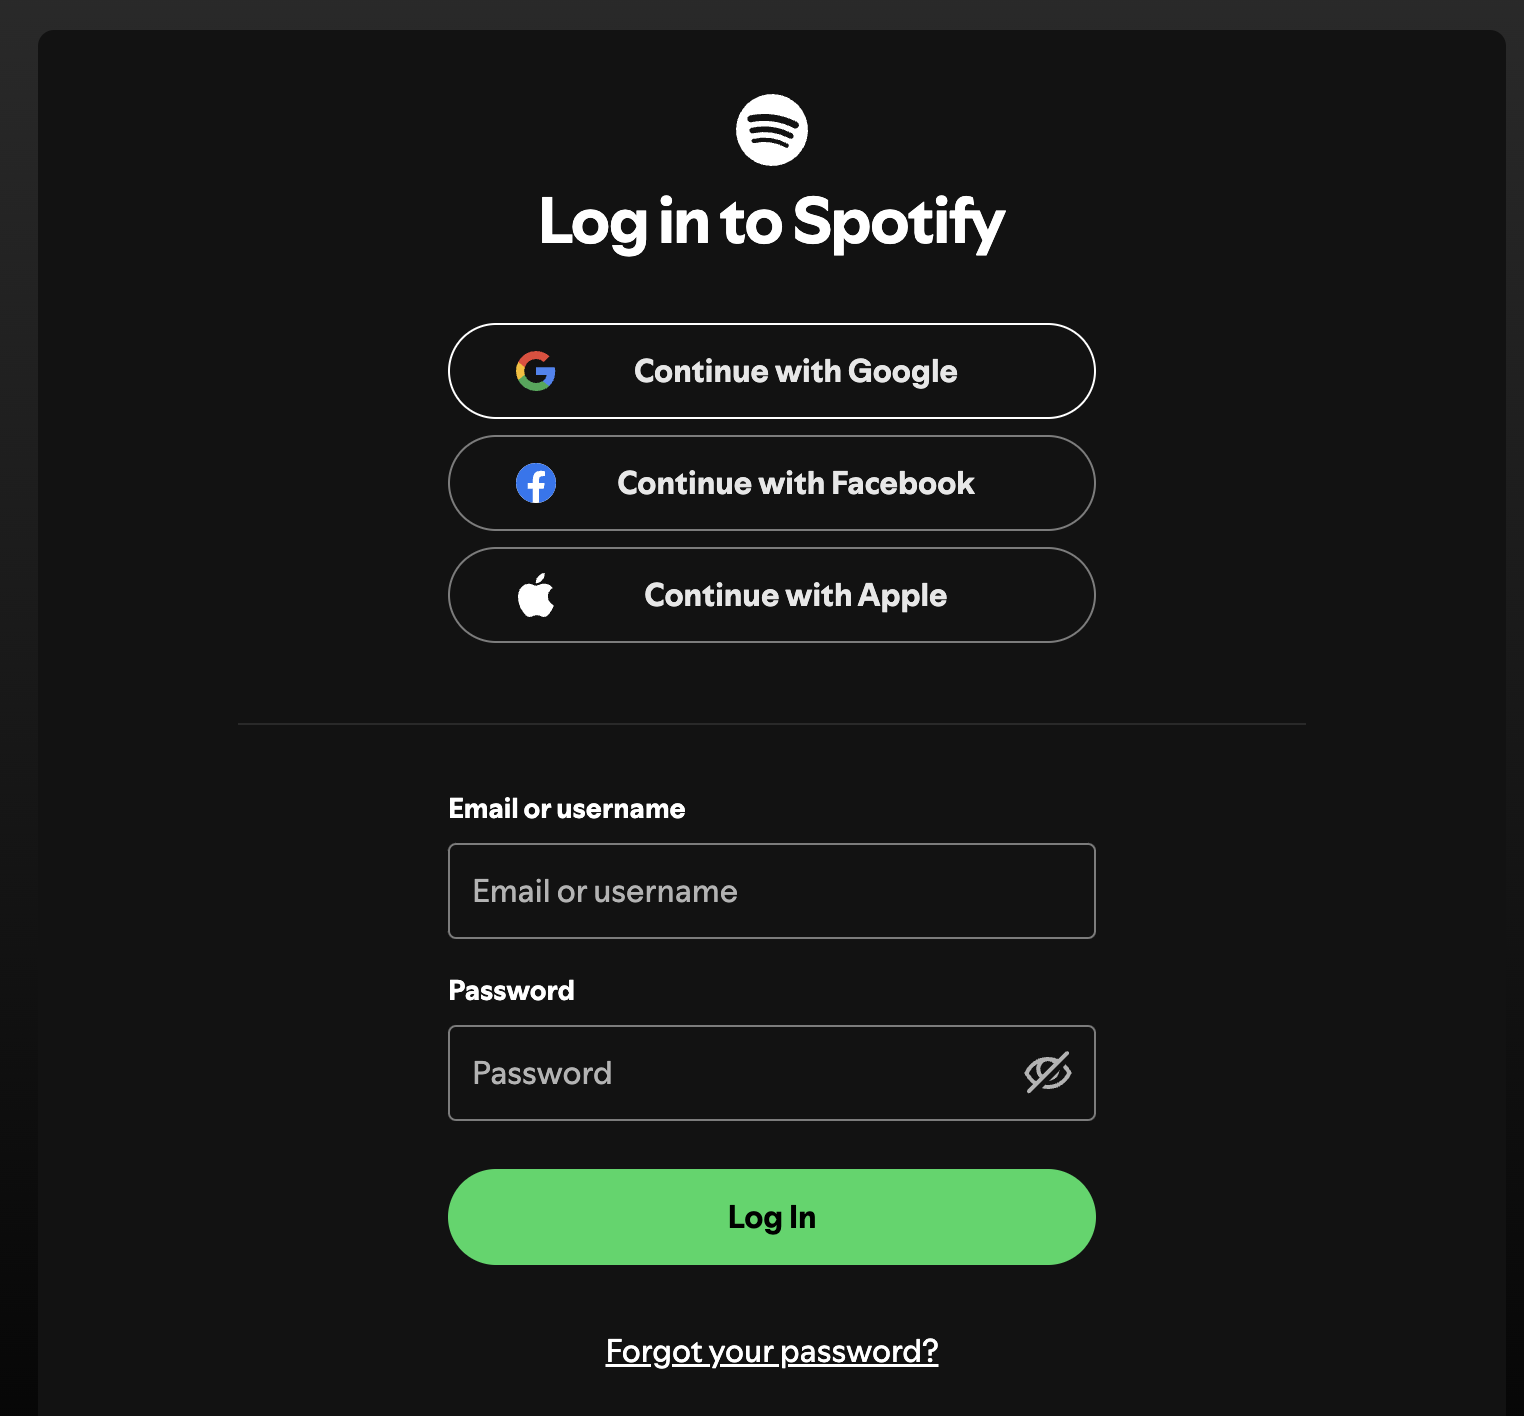 Log in to Spotify
Continue with Google
Continue with Facebook
Continue with Apple
Email or username
Email or username
Password
Password
Log In
Forgot your password?